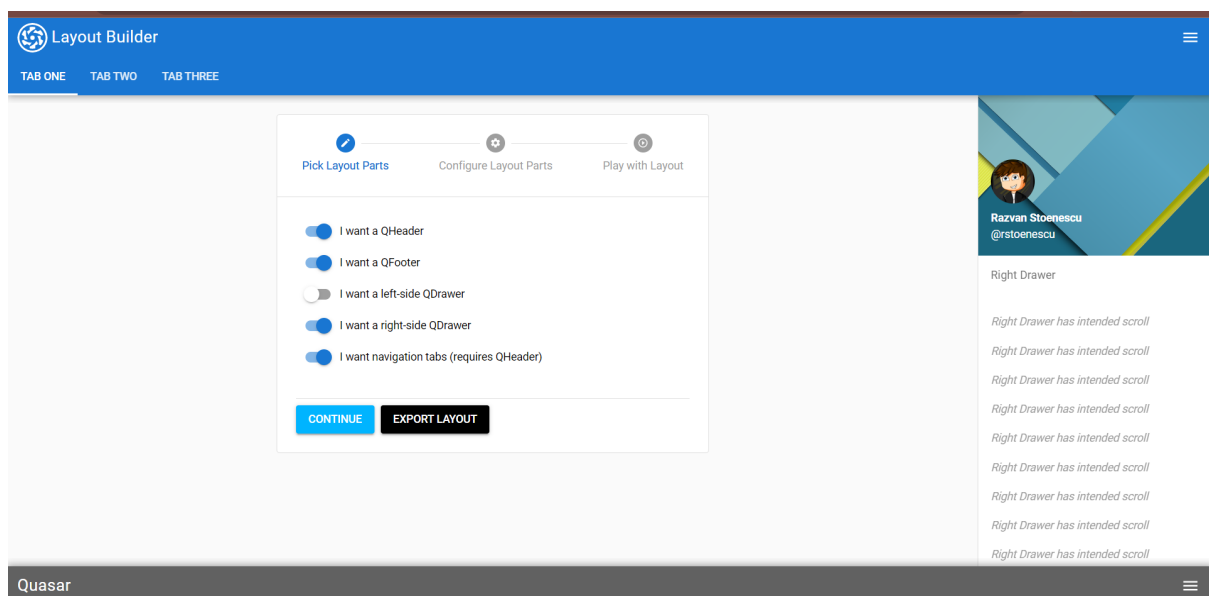 Layout Builder
TAB ONE TAB TWO TAB THREE
Pick Layout Parts Configure Layout Parts Play with Layout
I want a QHeader
I want a QFooter
I want a left-side QDrawer
I want a right-side QDrawer
I want navigation tabs (requires QHeader)
CONTINUE EXPORT LAYOUT
Razvan Stoenescu
@rstoenescu
Right Drawer
Right Drawer has intended scroll
Right Drawer has intended scroll
Right Drawer has intended scroll
Right Drawer has intended scroll
Right Drawer has intended scroll
Right Drawer has intended scroll
Right Drawer has intended scroll
Right Drawer has intended scroll
Right Drawer has intended scroll
Quasar